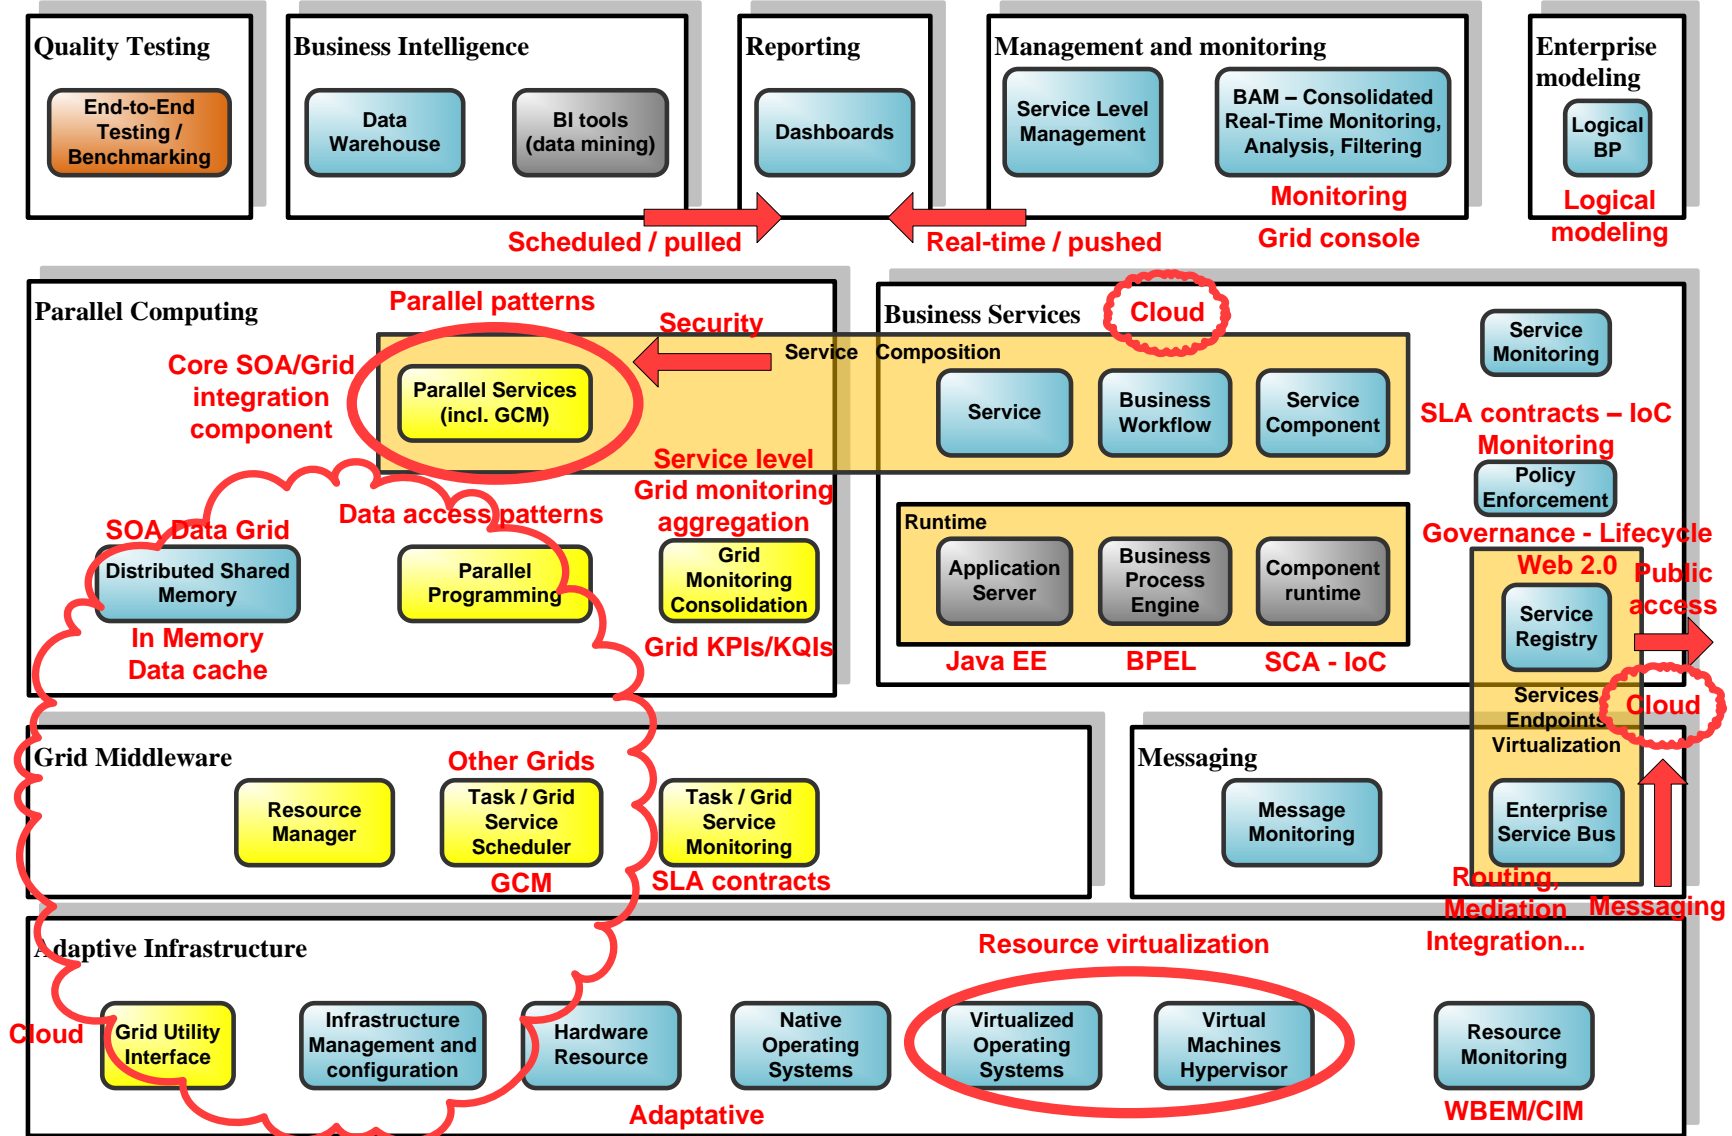 Quality Testing
End-to-End
Testing /
Benchmarking
Business Intelligence
Data
Warehouse
BI tools
(data mining)
Reporting
Dashboards
Management and monitoring
Service Level
Management
BAM – Consolidated
Real-Time Monitoring,
Analysis, Filtering
Monitoring
Grid console
Enterprise
modeling
Logical
BP
Logical
modeling
Scheduled / pulled
Real-time / pushed
Parallel Computing
Parallel patterns
Security
Core SOA/Grid
integration
component
Parallel Services
(incl. GCM)
Service level
Grid monitoring
aggregation
SOA Data Grid
Data access patterns
Distributed Shared
Memory
Parallel
Programming
Grid
Monitoring
Consolidation
In Memory
Data cache
Grid KPIs/KQIs
Business Services
Cloud
Service Composition
Service
Business
Workflow
Service
Component
Service
Monitoring
SLA contracts – IoC
Monitoring
Policy
Enforcement
Governance - Lifecycle
Web 2.0
Public
access
Runtime
Application
Server
Business
Process
Engine
Component
runtime
Java EE
BPEL
SCA - IoC
Service
Registry
Services
Endpoints
Virtualization
Cloud
Grid Middleware
Other Grids
Resource
Manager
Task / Grid
Service
Scheduler
Task / Grid
Service
Monitoring
GCM
SLA contracts
Messaging
Message
Monitoring
Enterprise
Service Bus
Routing,
Mediation
Integration...
Messaging
Adaptive Infrastructure
Resource virtualization
Cloud
Grid Utility
Interface
Infrastructure
Management and
configuration
Hardware
Resource
Native
Operating
Systems
Virtualized
Operating
Systems
Virtual
Machines
Hypervisor
Resource
Monitoring
Adaptative
WBEM/CIM